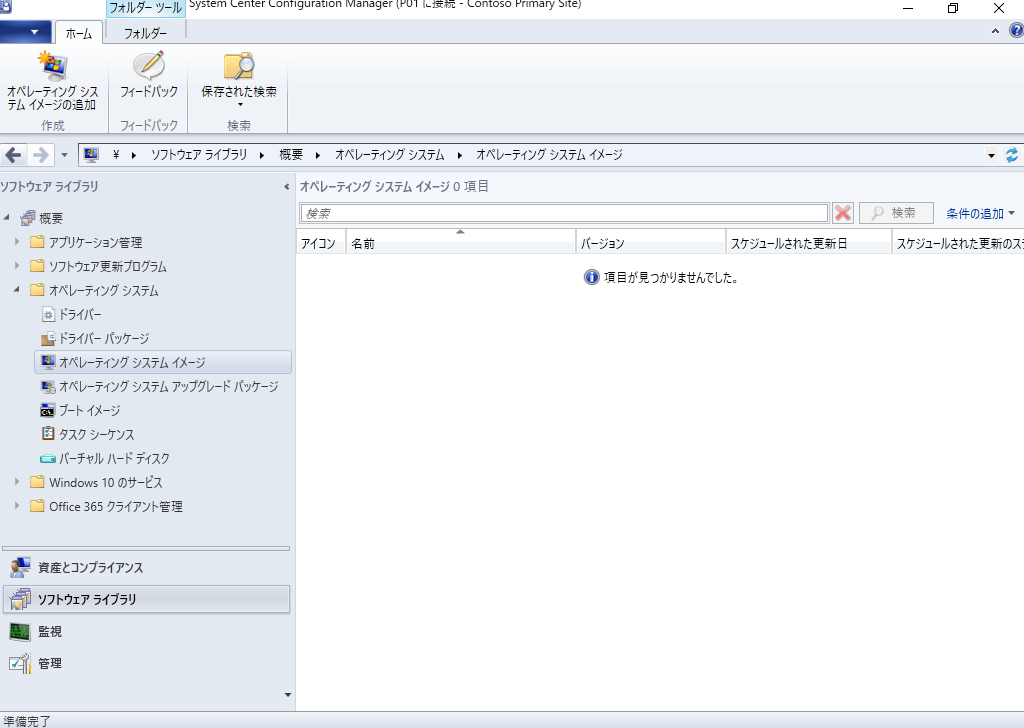 フォルダー ツール
System Center Configuration Manager (P01 に接続 - Contoso Primary Site)
ホーム
フォルダー
オペレーティング シス
テム イメージの追加
フィードバック
保存された検索
作成
フィードバック
検索
¥
ソフトウェア ライブラリ
概要
オペレーティング システム
オペレーティング システム イメージ
ソフトウェア ライブラリ
概要
アプリケーション管理
ソフトウェア更新プログラム
オペレーティング システム
ドライバー
ドライバー パッケージ
オペレーティング システム イメージ
オペレーティング システム アップグレード パッケージ
ブート イメージ
タスク シーケンス
バーチャル ハード ディスク
Windows 10 のサービス
Office 365 クライアント管理
資産とコンプライアンス
ソフトウェア ライブラリ
監視
管理
オペレーティング システム イメージ 0 項目
検索
検索
条件の追加
アイコン
名前
バージョン
スケジュールされた更新日
スケジュールされた更新のス
項目が見つかりませんでした。
準備完了